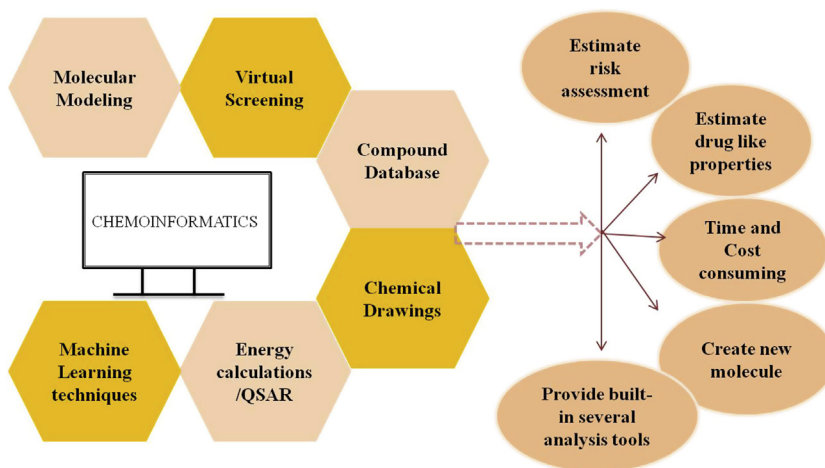 Molecular
Modeling
Virtual
Screening
Compound
Database
CHEMOINFORMATICS
Chemical
Drawings
Machine
Learning
techniques
Energy
calculations
/QSAR
Estimate
risk
assessment
Estimate
drug like
properties
Time and
Cost
consuming
Create new
molecule
Provide built-
in several
analysis tools